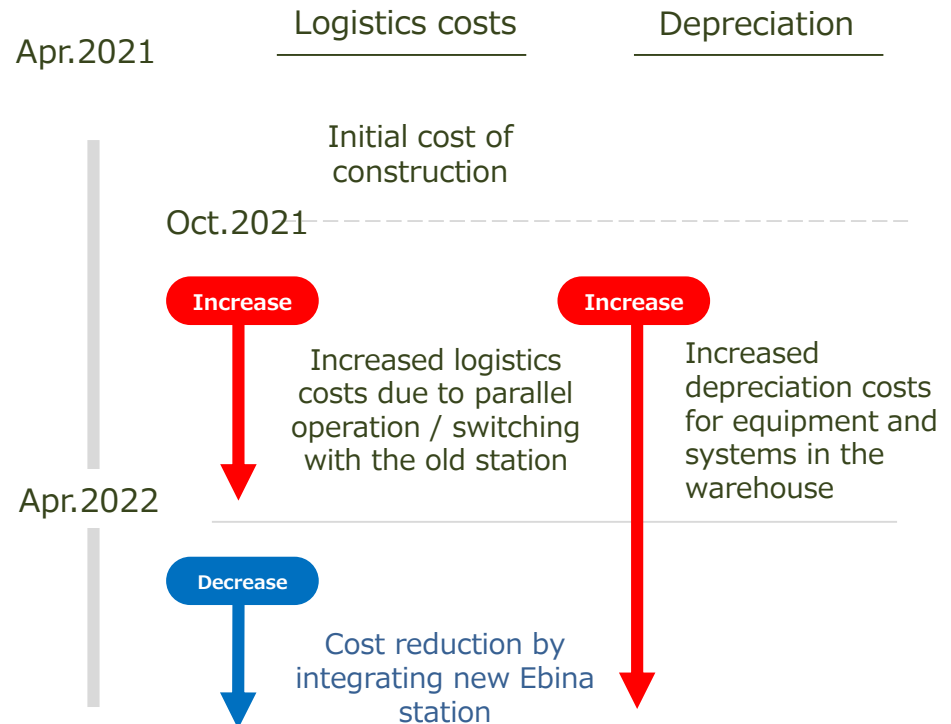 Logistics costs
Depreciation
Apr.2021
Initial cost of
construction
Oct.2021
Increase
Increase
Increased logistics
costs due to parallel
operation / switching
with the old station
Increased
depreciation costs
for equipment and
systems in the
warehouse
Apr.2022
Decrease
Cost reduction by
integrating new Ebina
station